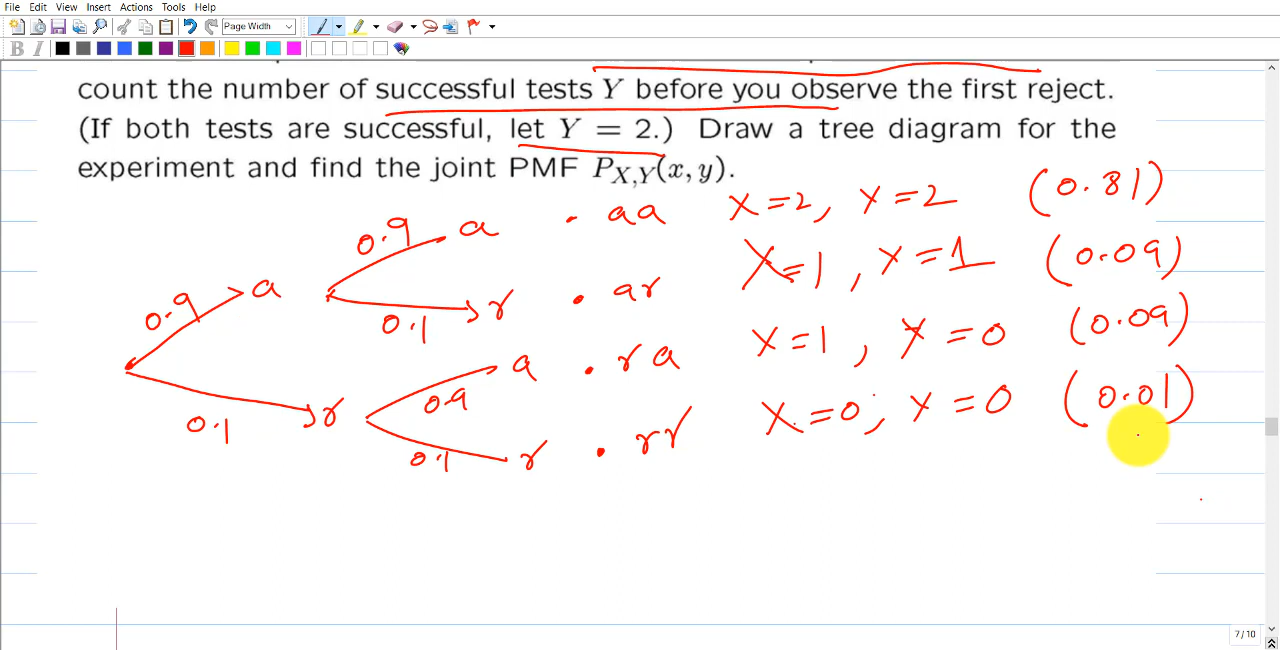 File Edit View Insert Actions Tools Help
Page Width
B I
count the number of successful tests Y before you observe the first reject.
(If both tests are successful, let Y = 2.) Draw a tree diagram for the
experiment and find the joint PMF P_{X,Y}(x, y).
0.9 a 0.9 a • aa X=2, Y=2 (0.81)
0.1 r • ar X=1, Y=1 (0.09)
0.1 r 0.9 a • ra X=1, Y=0 (0.09)
0.1 r • rr X=0; Y=0 (0.01)
7/10